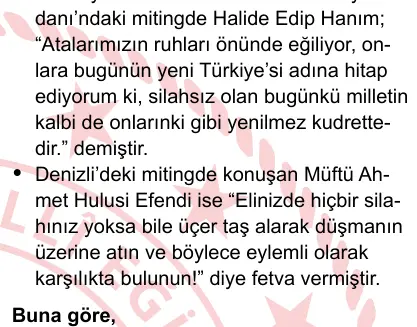 danı’ndaki mitingde Halide Edip Hanım;
“Atalarımızın ruhları önünde eğiliyor, on-
lara bugünün yeni Türkiye’si adına hitap
ediyorum ki, silahsız olan bugünkü milletin
kalbi de onlarınki gibi yenilmez kudrette-
dir.” demiştir.
• Denizli’deki mitingde konuşan Müftü Ah-
met Hulusi Efendi ise “Elinizde hiçbir sila-
hınız yoksa bile üçer taş alarak düşmanın
üzerine atın ve böylece eylemli olarak
karşılıkta bulunun!” diye fetva vermiştir.
Buna göre,